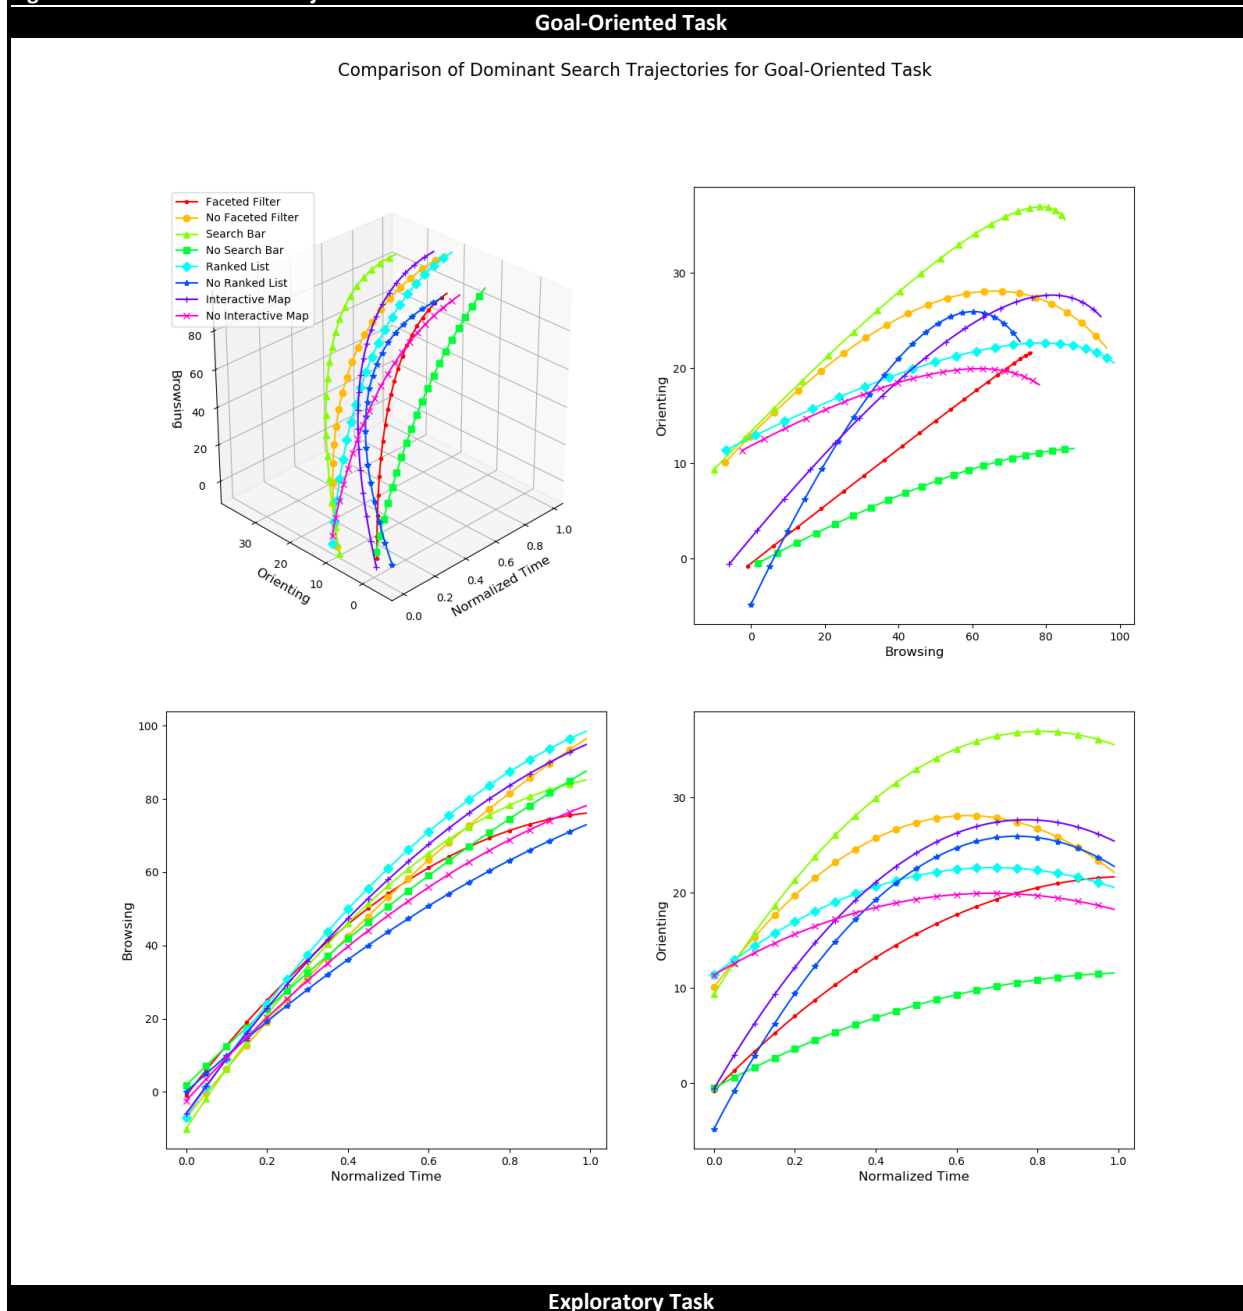 Goal-Oriented Task
Comparison of Dominant Search Trajectories for Goal-Oriented Task
Faceted Filter
No Faceted Filter
Search Bar
No Search Bar
Ranked List
No Ranked List
Interactive Map
No Interactive Map
80
60
40
20
0
Browsing
30
20
10
0
Orienting
0.0
0.2
0.4
0.6
0.8
1.0
Normalized Time
30
20
10
0
Orienting
0
20
40
60
80
100
Browsing
100
80
60
40
20
0
Browsing
0.0
0.2
0.4
0.6
0.8
1.0
Normalized Time
30
20
10
0
Orienting
0.0
0.2
0.4
0.6
0.8
1.0
Normalized Time
Exploratory Task